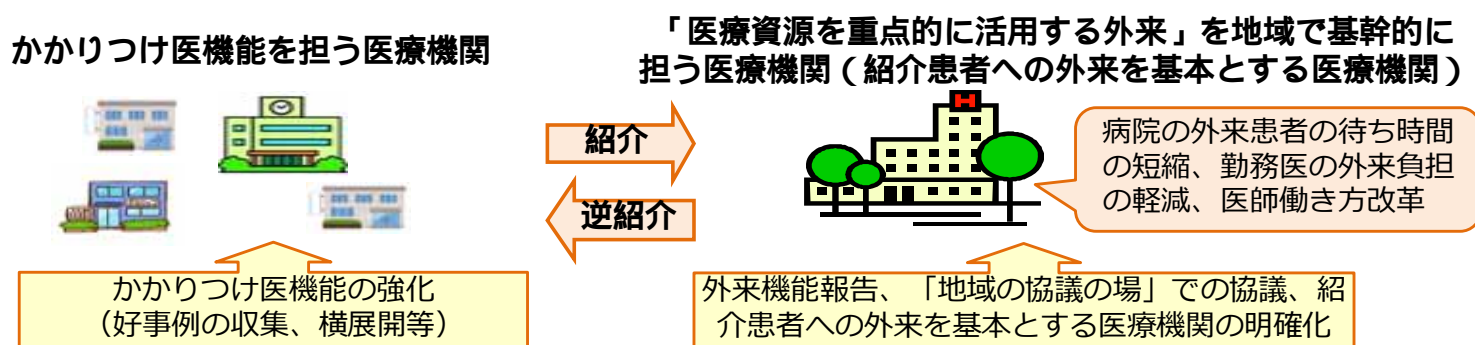 かかりつけ医機能を担う医療機関
「医療資源を重点的に活用する外来」を地域で基幹的に
担う医療機関（紹介患者への外来を基本とする医療機関）
H
紹介
逆紹介
病院の外来患者の待ち時間
の短縮、勤務医の外来負担
の軽減、医師働き方改革
かかりつけ医機能の強化
（好事例の収集、横展開等）
外来機能報告、「地域の協議の場」での協議、紹
介患者への外来を基本とする医療機関の明確化